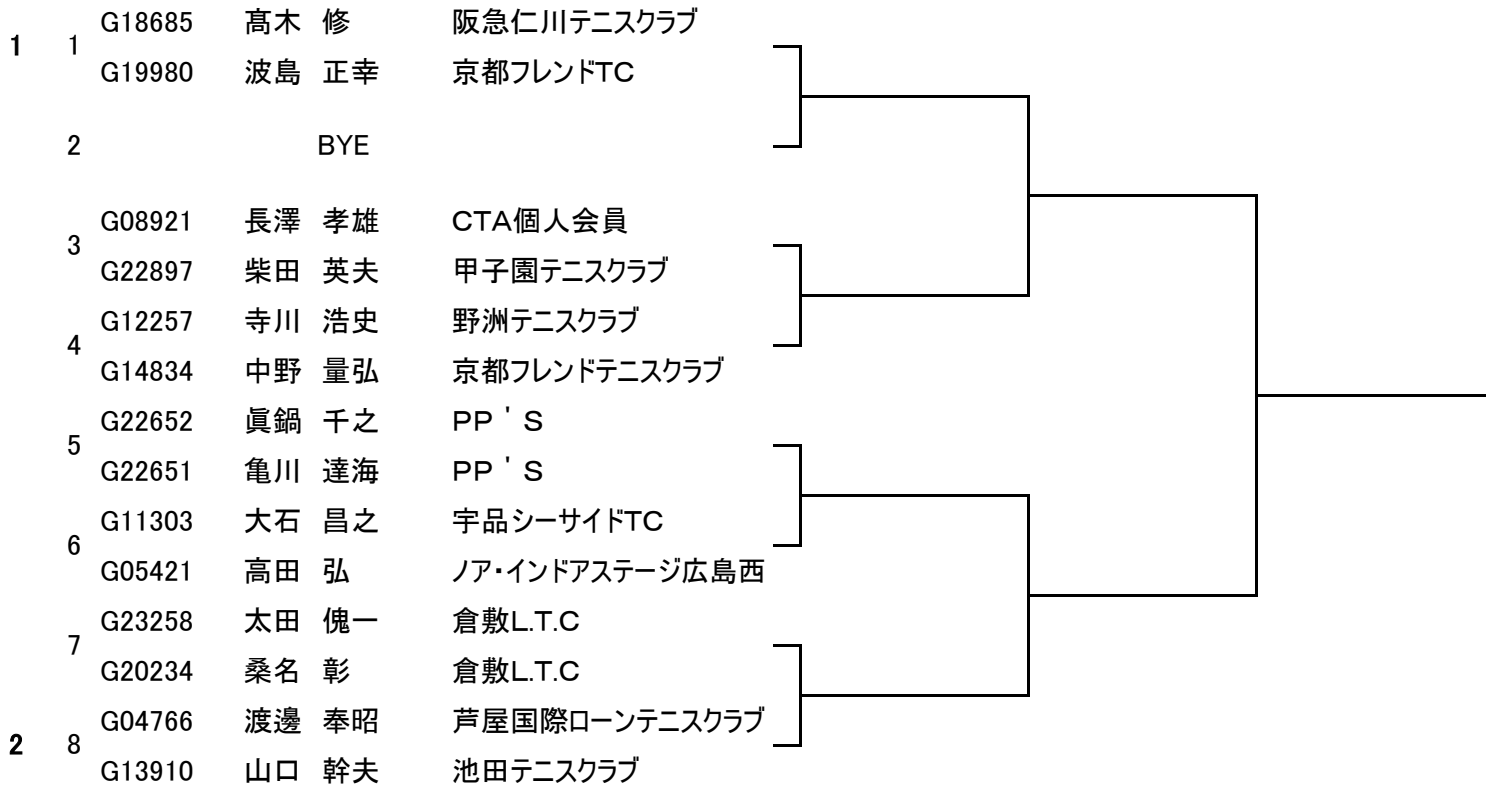 G18685 髙木 修 阪急仁川テニスクラブ
1 1
G19980 波島 正幸 京都フレンドTC
2 BYE
G08921 長澤 孝雄 CTA個人会員
3
G22897 柴田 英夫 甲子園テニスクラブ
G12257 寺川 浩史 野洲テニスクラブ
4
G14834 中野 量弘 京都フレンドテニスクラブ
G22652 眞鍋 千之 PP'S
5
G22651 亀川 達海 PP'S
G11303 大石 昌之 宇品シーサイドTC
6
G05421 高田 弘 ノア・インドアステージ広島西
G23258 太田 傀一 倉敷L.T.C
7
G20234 桑名 彰 倉敷L.T.C
G04766 渡邊 奉昭 芦屋国際ローンテニスクラブ
2 8
G13910 山口 幹夫 池田テニスクラブ